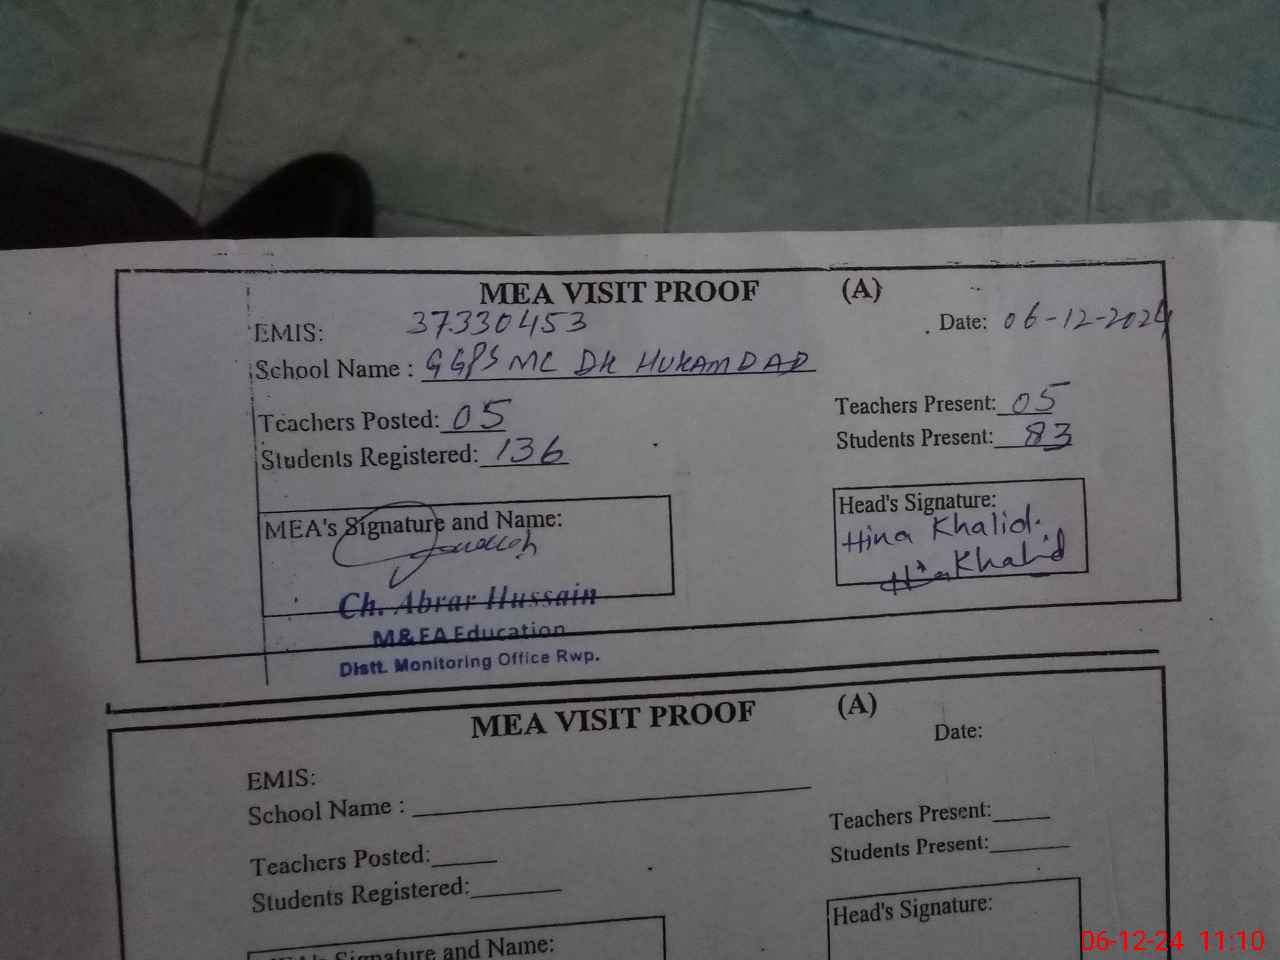 MEA VISIT PROOF (A)
EMIS: 37330453 Date: 06-12-2024
School Name : GGPS MC DK HUKAMDAD
Teachers Posted: 05 Teachers Present: 05
Students Registered: 136 Students Present: 83
MEA's Signature and Name: Head's Signature:
Hina Khalid.
Hina Khalid
Ch. Abrar Hussain
M&EA Education
Distt. Monitoring Office Rwp.
MEA VISIT PROOF (A)
Date:
EMIS:
School Name :
Teachers Posted: Teachers Present:
Students Registered: Students Present:
Signature and Name: Head's Signature:
06-12-24 11:10